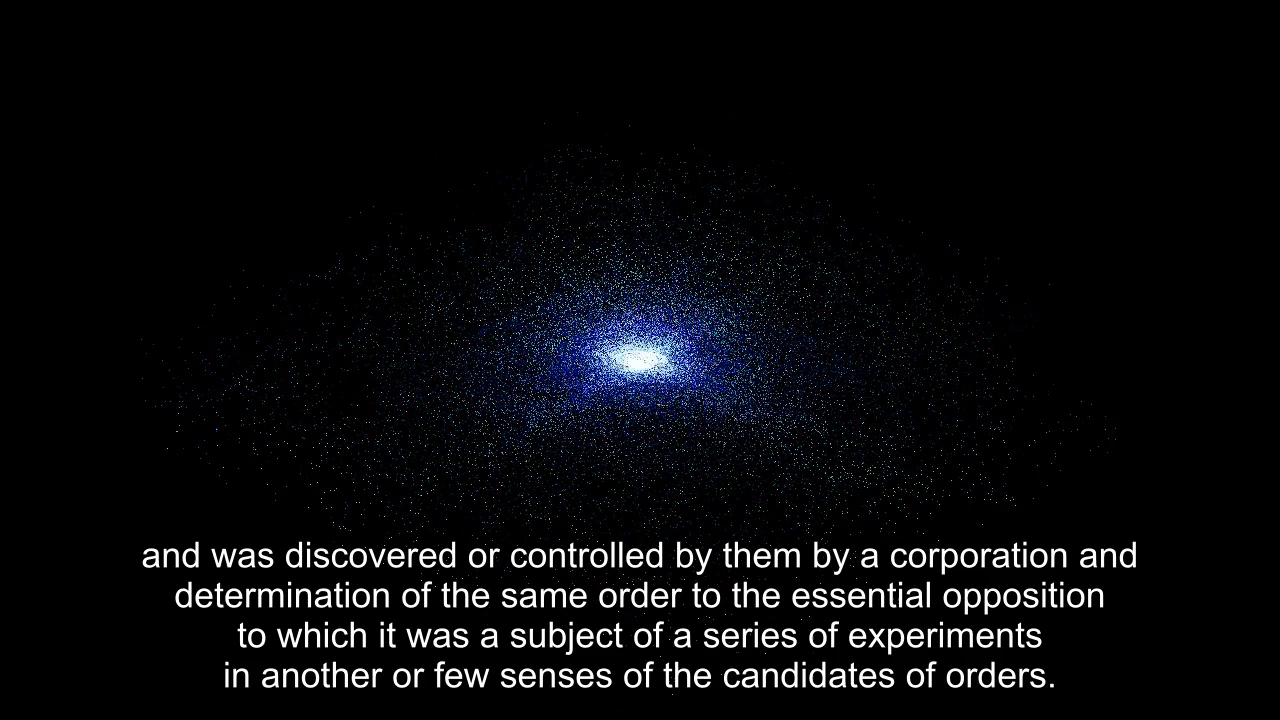 and was discovered or controlled by them by a corporation and
determination of the same order to the essential opposition
to which it was a subject of a series of experiments
in another or few senses of the candidates of orders.